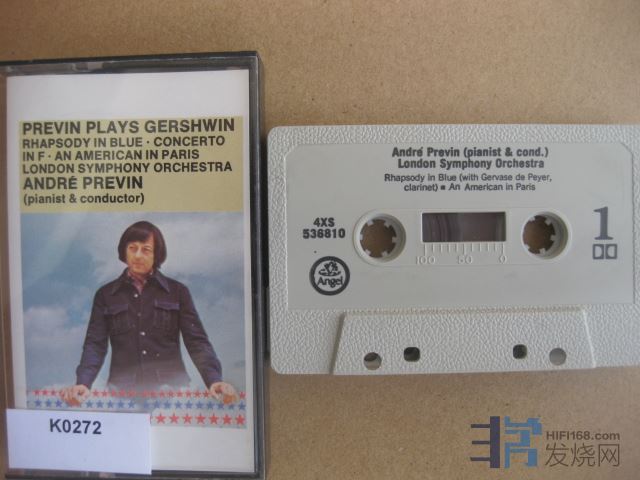 PREVIN PLAYS GERSHWIN
RHAPSODY IN BLUE · CONCERTO
IN F · AN AMERICAN IN PARIS
LONDON SYMPHONY ORCHESTRA
ANDRÉ PREVIN
(pianist & conductor)
K0272
André Previn (pianist & cond.)
London Symphony Orchestra
Rhapsody in Blue (with Gervase de Peyer,
clarinet) ■ An American in Paris
4XS
536810
Angel
100 50 0
1
HIFI168.com
发烧网